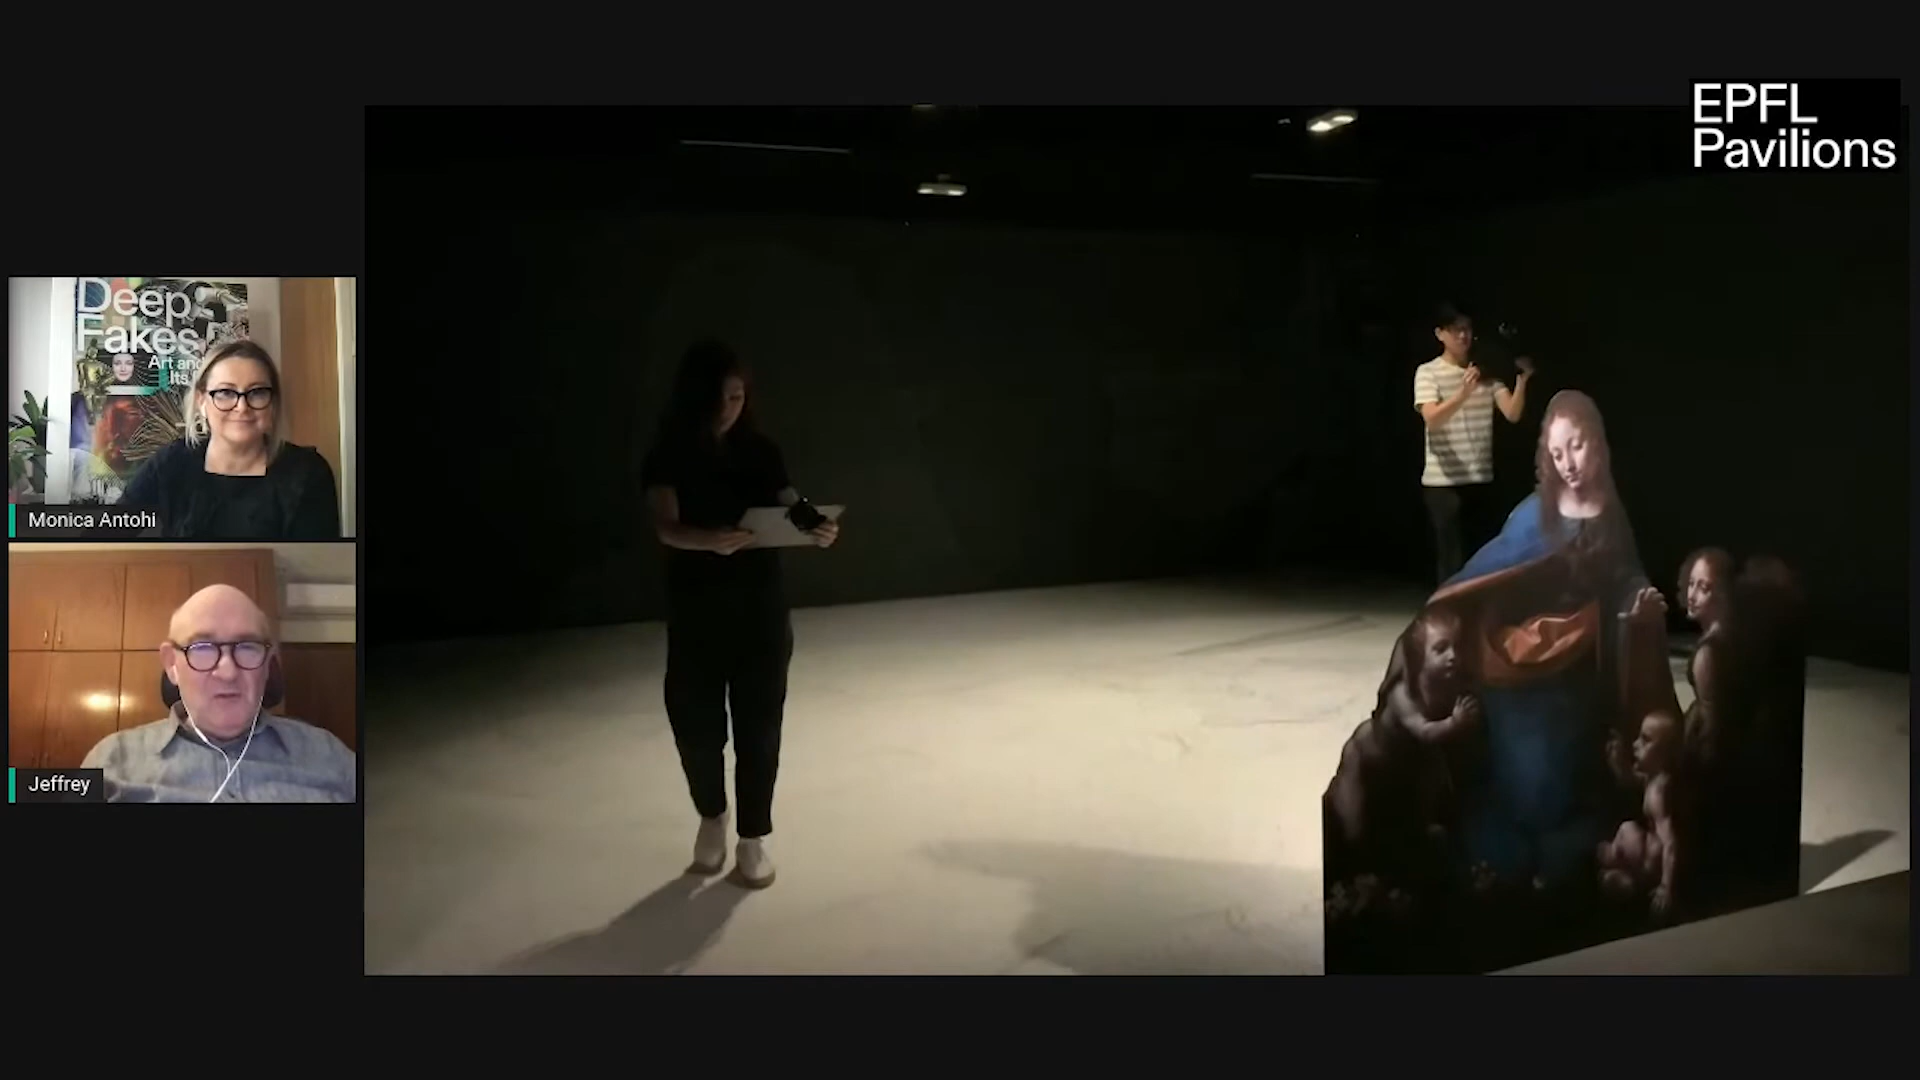 EPFL
Pavilions
Deep
Fakes
Art and
Its
Monica Antohi
Jeffrey